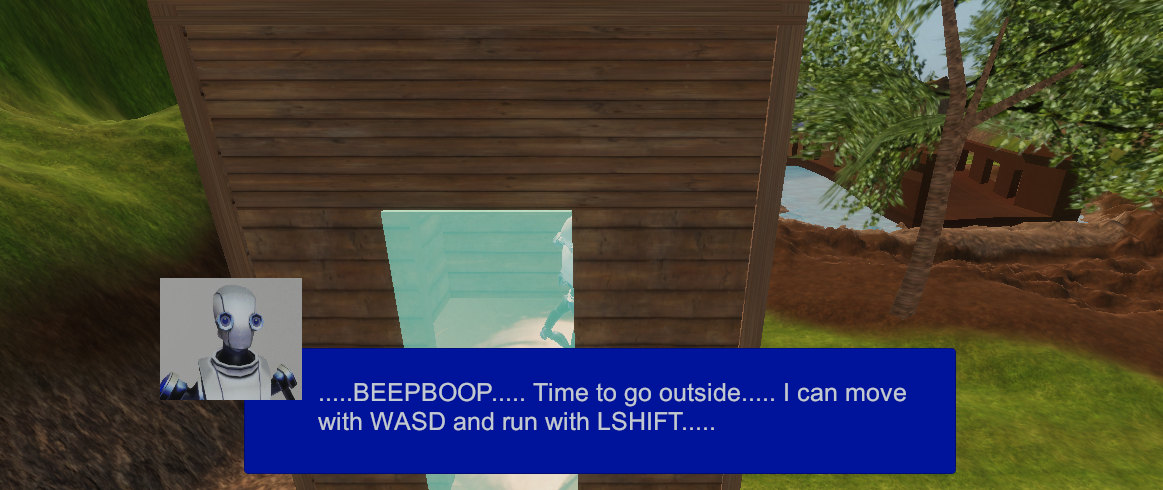 .....BEEPBOOP..... Time to go outside..... I can move
with WASD and run with LSHIFT.....